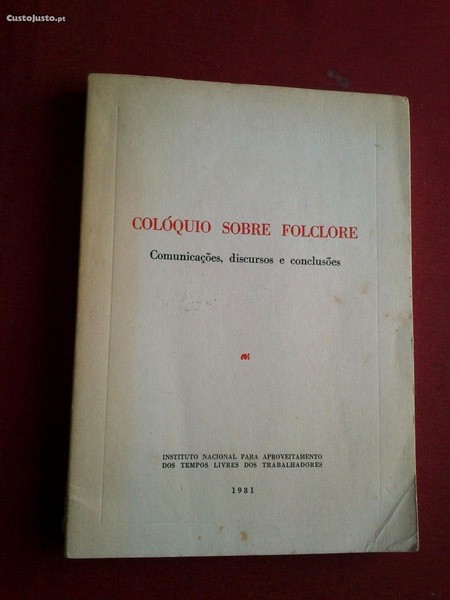 CustoJusto.pt
COLÓQUIO SOBRE FOLCLORE
Comunicações, discursos e conclusões
INSTITUTO NACIONAL PARA APROVEITAMENTO
DOS TEMPOS LIVRES DOS TRABALHADORES
1981